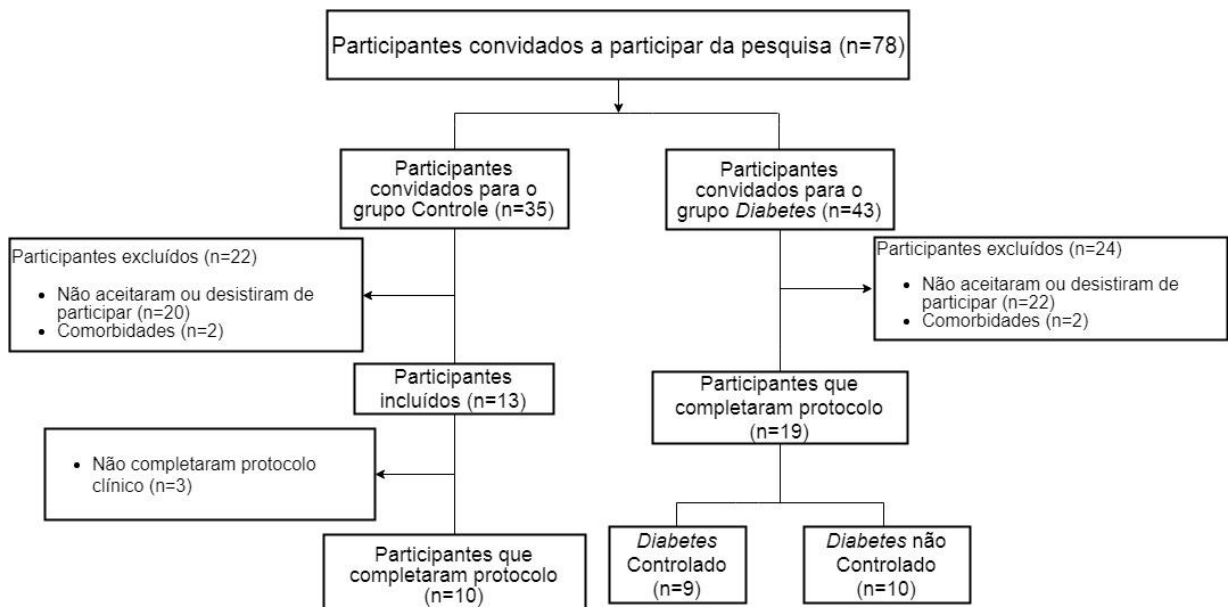 Participantes convidados a participar da pesquisa (n=78)
Participantes
convidados para o
grupo Controle (n=35)
Participantes
convidados para o
grupo Diabetes (n=43)
Participantes excluídos (n=22)
• Não aceitaram ou desistiram de
participar (n=20)
• Comorbidades (n=2)
Participantes excluídos (n=24)
• Não aceitaram ou desistiram de
participar (n=22)
• Comorbidades (n=2)
Participantes
incluídos (n=13)
Participantes que
completaram protocolo
(n=19)
• Não completaram protocolo
clínico (n=3)
Participantes que
completaram protocolo
(n=10)
Diabetes
Controlado
(n=9)
Diabetes não
Controlado
(n=10)